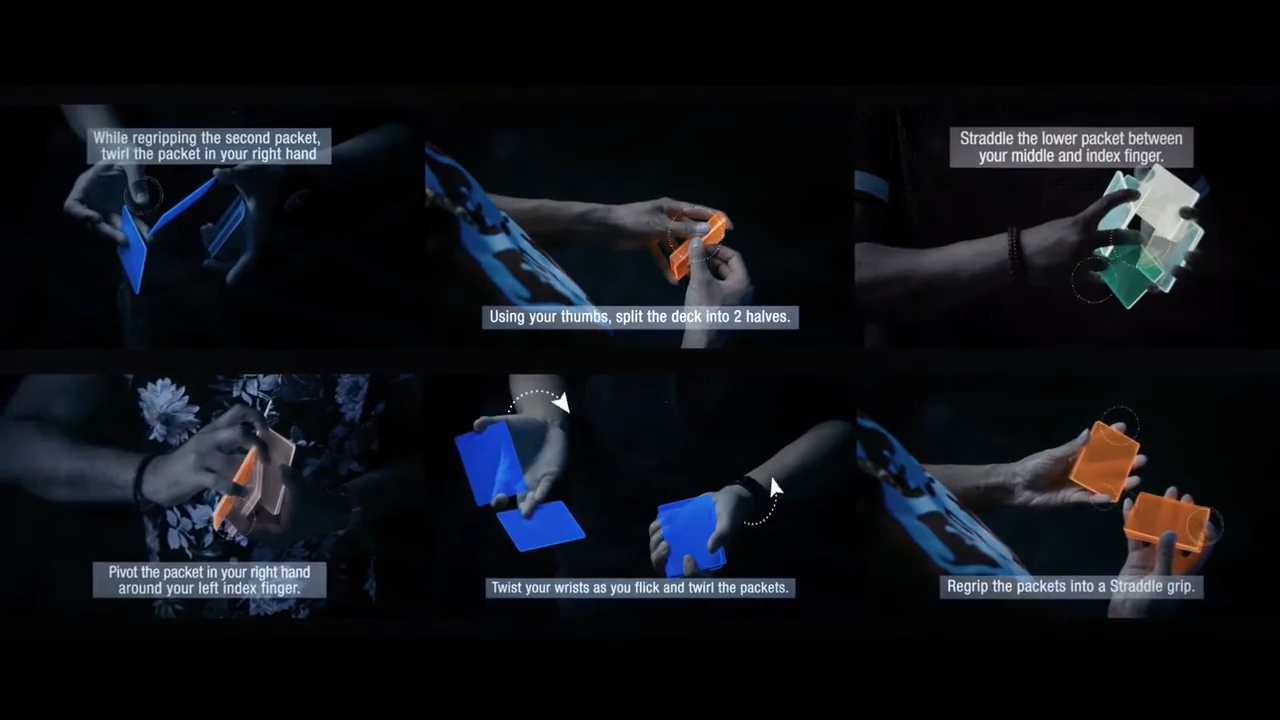 While regripping the second packet,
twirl the packet in your right hand
Using your thumbs, split the deck into 2 halves.
Straddle the lower packet between
your middle and index finger.
Pivot the packet in your right hand
around your left index finger.
Twist your wrists as you flick and twirl the packets.
Regrip the packets into a Straddle grip.